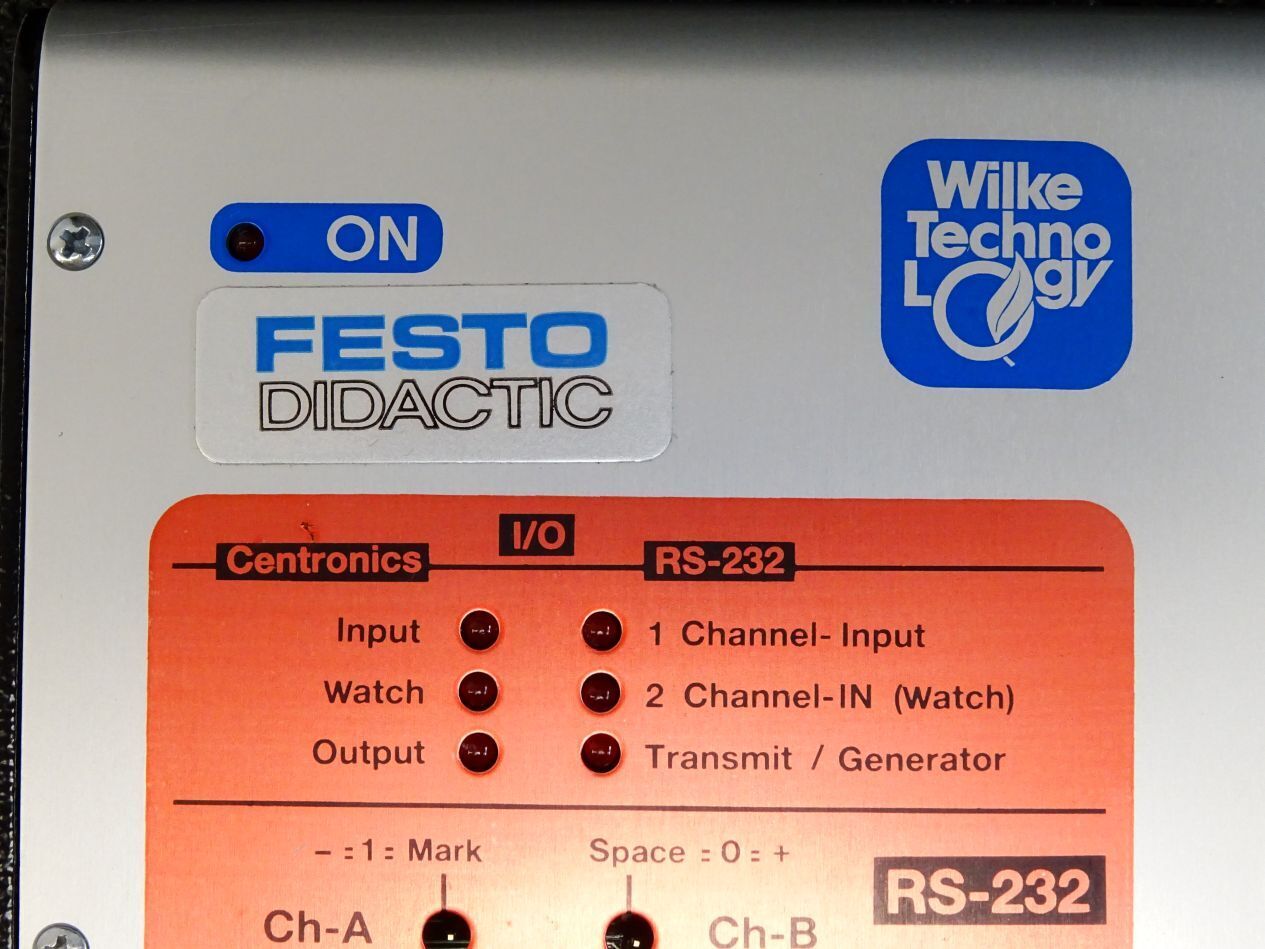 ON
Wilke
Techno
Logy
FESTO
DIDACTIC
I/O
Centronics
RS-232
Input
1 Channel- Input
Watch
2 Channel-IN (Watch)
Output
Transmit / Generator
- = 1 = Mark
Space = 0 = +
RS-232
Ch-A
Ch-B